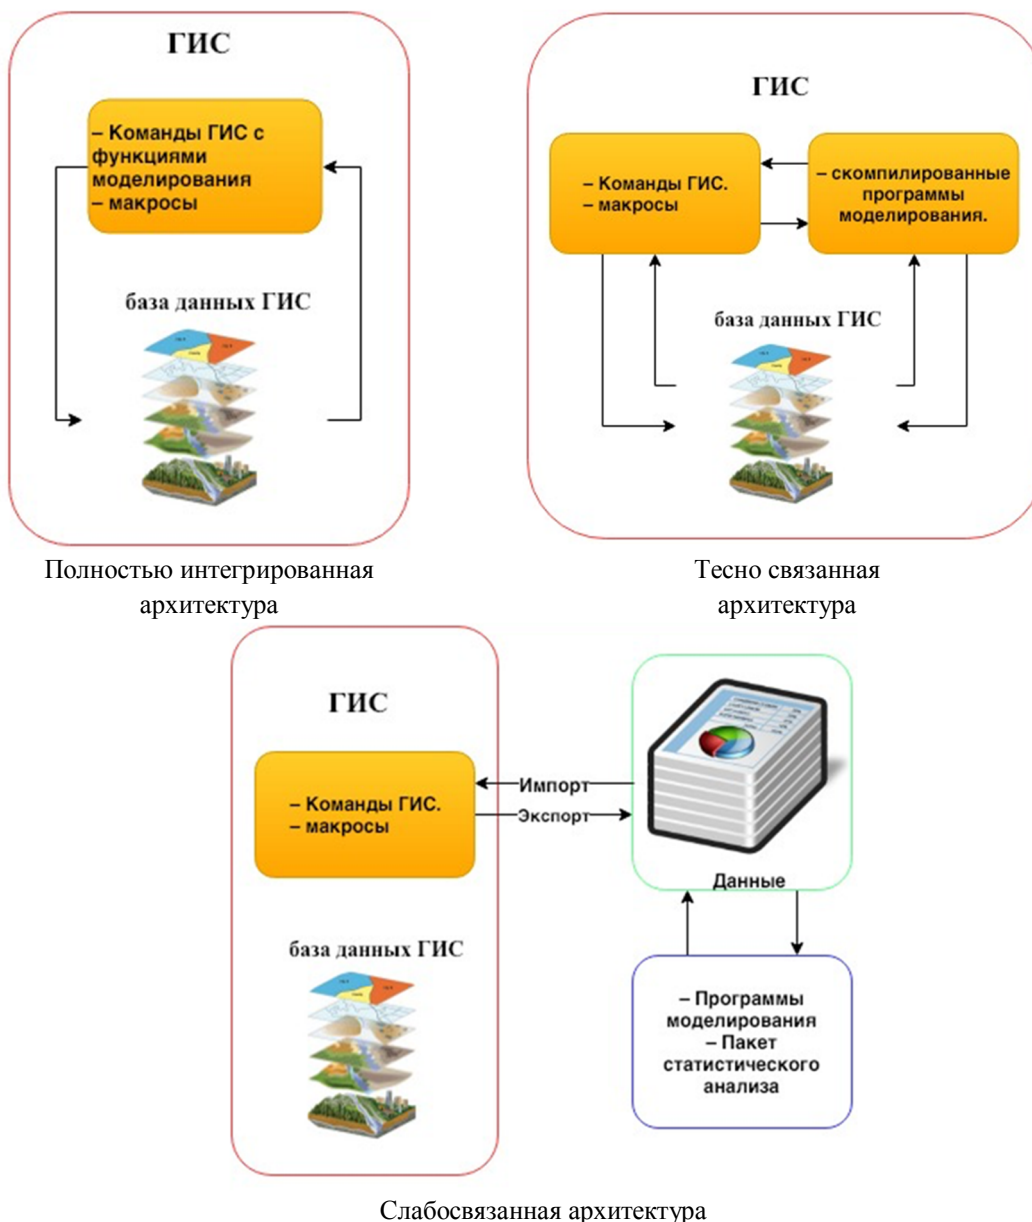 ГИС
– Команды ГИС с
функциями
моделирования
– макросы
база данных ГИС
Полностью интегрированная
архитектура
ГИС
– Команды ГИС.
– макросы
– скомпилированные
программы
моделирования.
база данных ГИС
Тесно связанная
архитектура
ГИС
– Команды ГИС.
– макросы
база данных ГИС
Импорт
Экспорт
Данные
– Программы
моделирования
– Пакет
статистического
анализа
Слабосвязанная архитектура